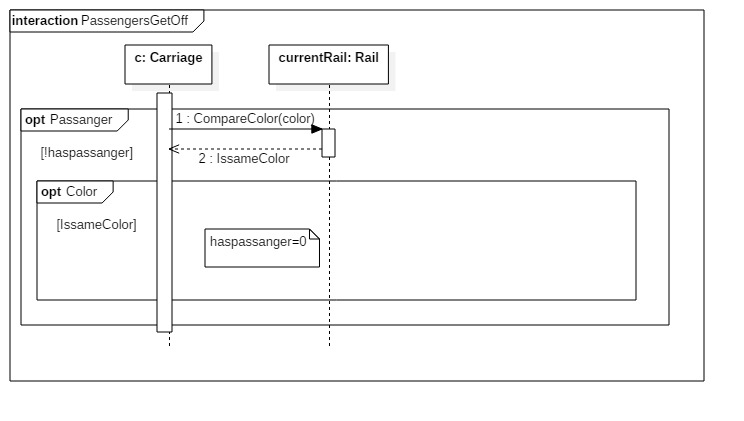 interaction PassengersGetOff
c: Carriage
currentRail: Rail
opt Passanger
1 : CompareColor(color)
[!haspassanger]
2 : IssameColor
opt Color
[IssameColor]
haspassanger=0